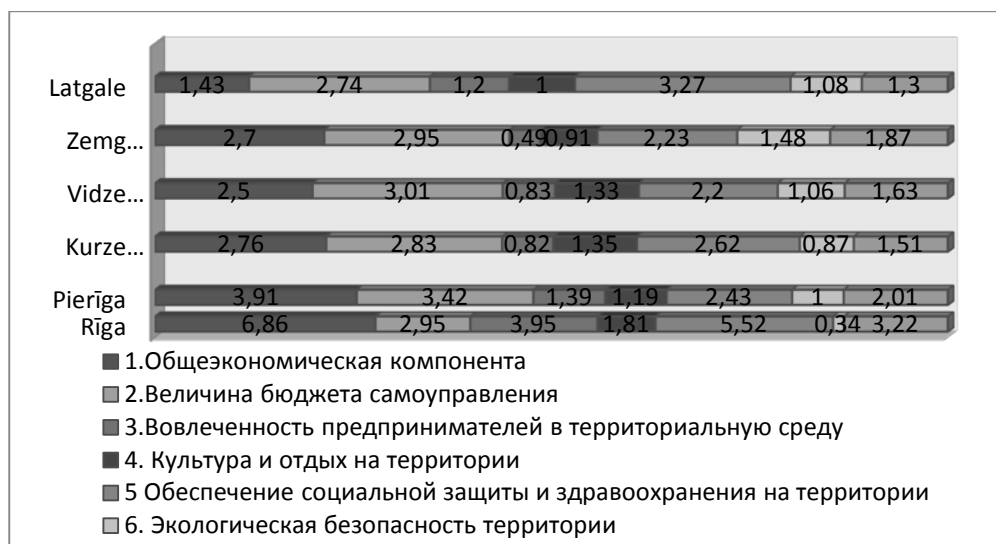 Latgale 1,43 2,74 1,2 1 3,27 1,08 1,3
Zemg... 2,7 2,95 0,49 0,91 2,23 1,48 1,87
Vidze... 2,5 3,01 0,83 1,33 2,2 1,06 1,63
Kurze... 2,76 2,83 0,82 1,35 2,62 0,87 1,51
Pierīga 3,91 3,42 1,39 1,19 2,43 1 2,01
Rīga 6,86 2,95 3,95 1,81 5,52 0,34 3,22
1.Общеэкономическая компонента
2.Величина бюджета самоуправления
3.Вовлеченность предпринимателей в территориальную среду
4. Культура и отдых на территории
5 Обеспечение социальной защиты и здравоохранения на территории
6. Экологическая безопасность территории